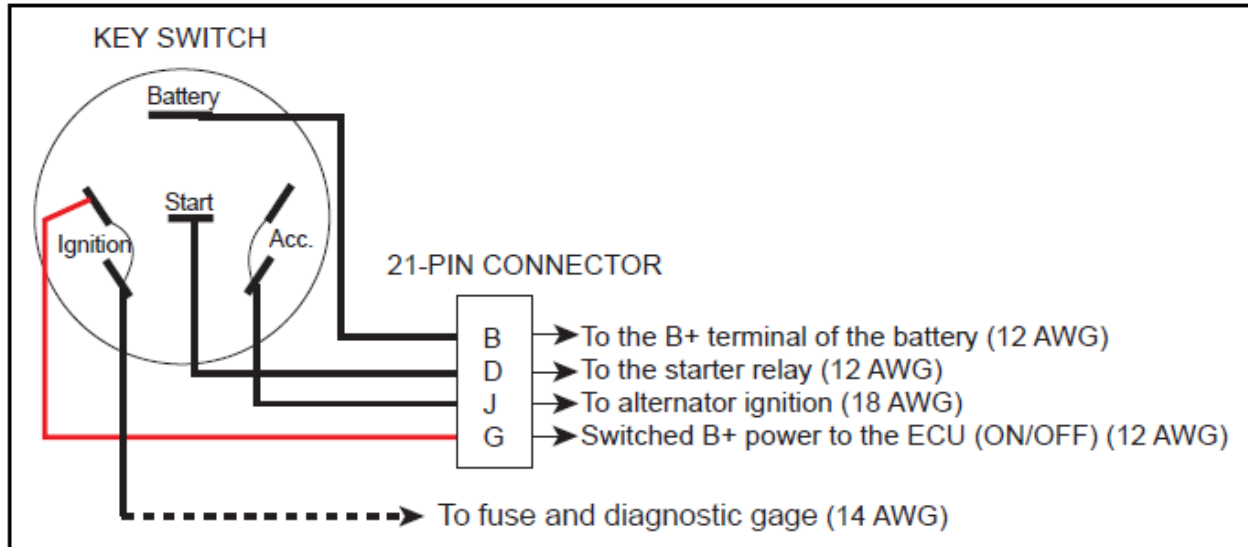 KEY SWITCH
Battery
Start
Ignition
Acc.
21-PIN CONNECTOR
B To the B+ terminal of the battery (12 AWG)
D To the starter relay (12 AWG)
J To alternator ignition (18 AWG)
G Switched B+ power to the ECU (ON/OFF) (12 AWG)
To fuse and diagnostic gage (14 AWG)